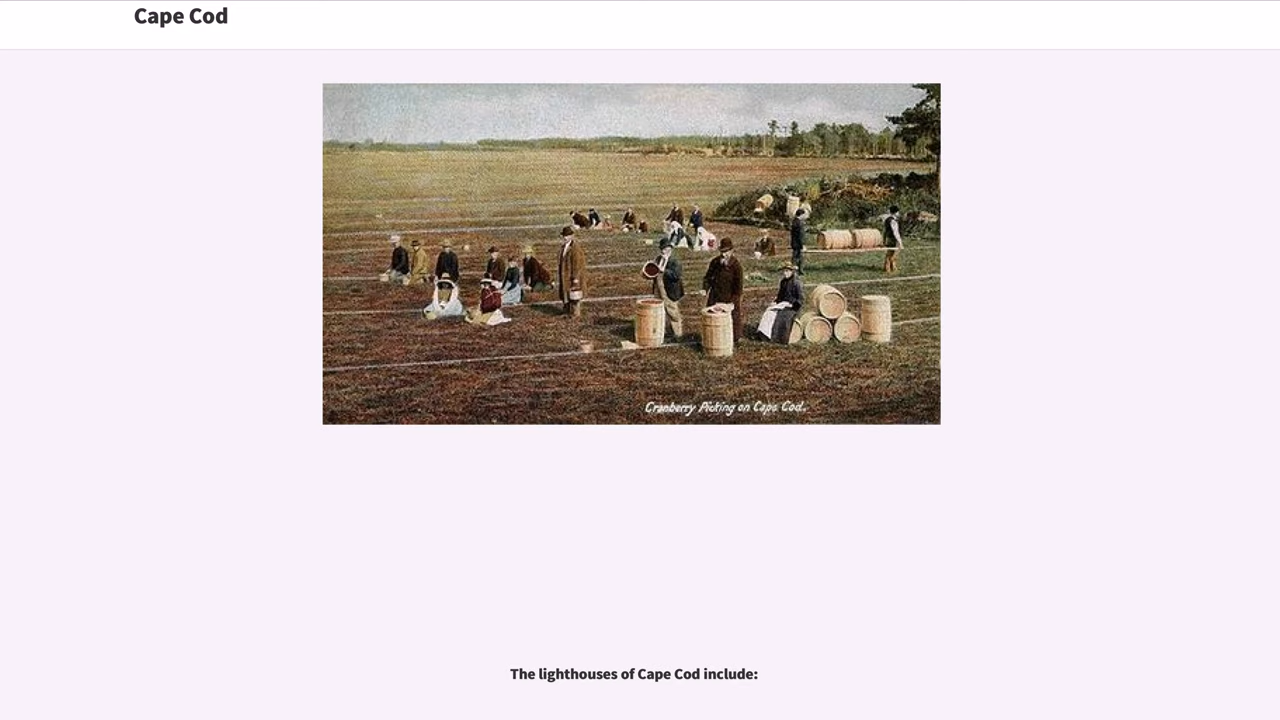 Cape Cod
Cranberry Picking on Cape Cod.
The lighthouses of Cape Cod include: